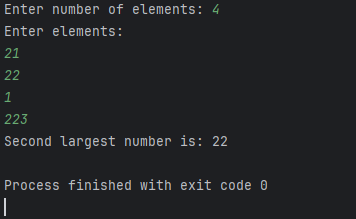 Enter number of elements: 4
Enter elements:
21
22
1
223
Second largest number is: 22
Process finished with exit code 0